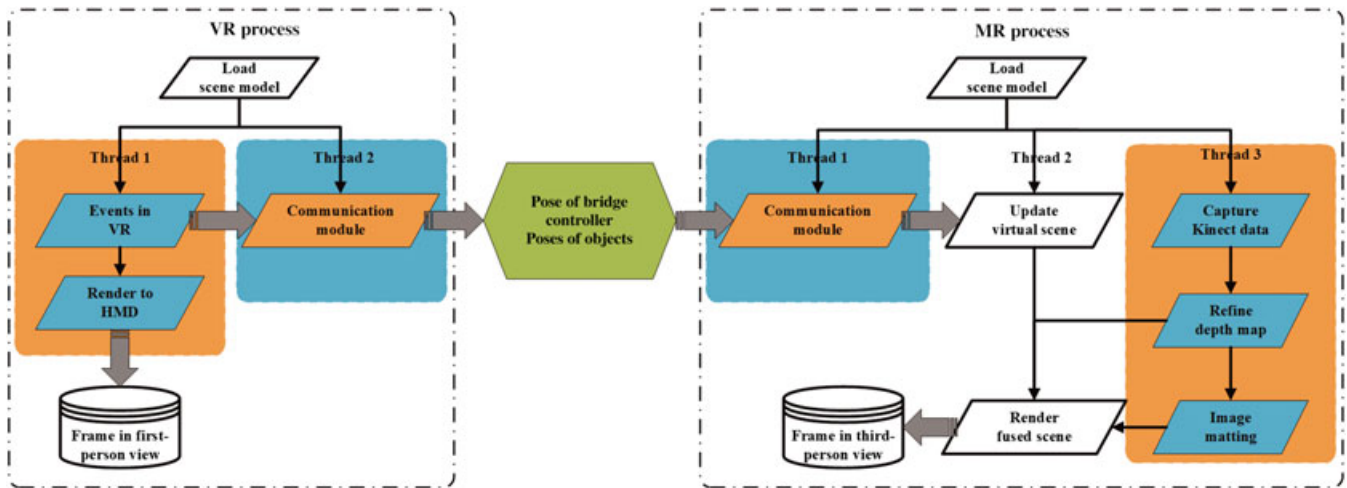 VR process
Load
scene model
Thread 1
Thread 2
Events in
VR
Communication
module
Render to
HMD
Frame in first-
person view
Pose of bridge
controller
Poses of objects
MR process
Load
scene model
Thread 1
Thread 2
Thread 3
Communication
module
Update
virtual scene
Capture
Kinect data
Refine
depth map
Frame in third-
person view
Render
fused scene
Image
matting